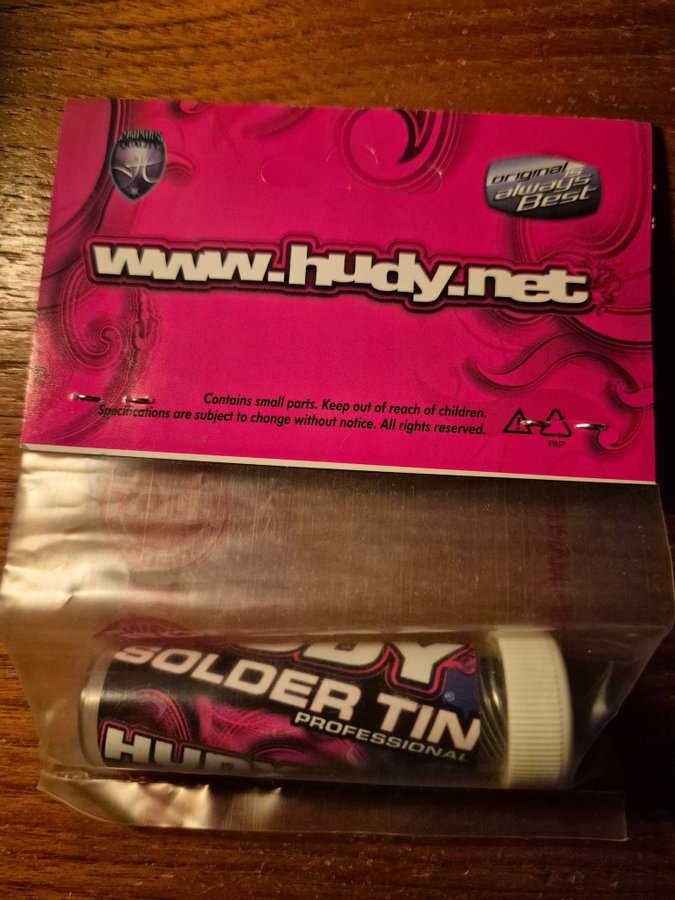 original is
always
Best
www.hudy.net
Contains small parts. Keep out of reach of children.
Specifications are subject to change without notice. All rights reserved.
PAP
SOLDER TIN
PROFESSIONAL